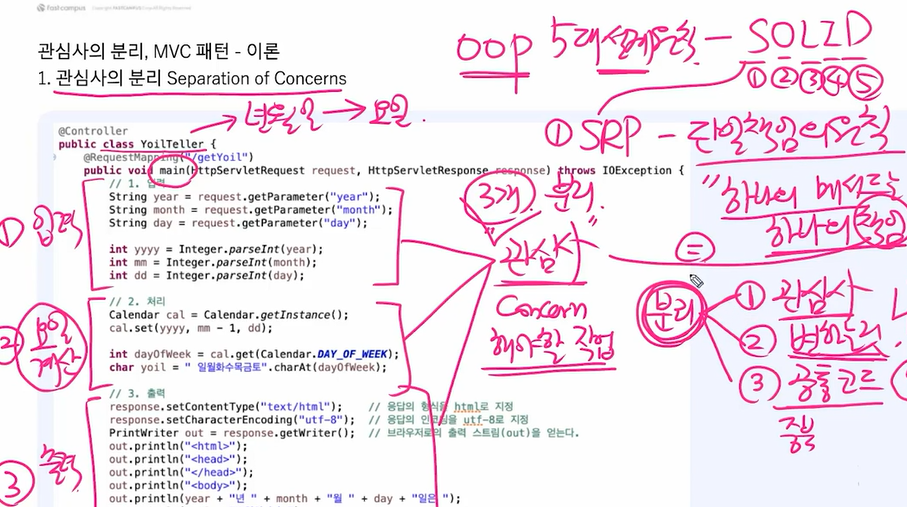 fastcampus
관심사의 분리, MVC 패턴 - 이론
1. 관심사의 분리 Separation of Concerns
OOP 5대 설계원칙 - SOLID
① ② ③ ④ ⑤
년월일 → 요일
① SRP - 단일책임의 원칙
"하나의 메서드는
하나의 책임
@Controller
public class YoilTeller {
@RequestMapping("/getYoil")
public void main(HttpServletRequest request, HttpServletResponse response) throws IOException {
// 1. 입력
String year = request.getParameter("year");
String month = request.getParameter("month");
String day = request.getParameter("day");
int yyyy = Integer.parseInt(year);
int mm = Integer.parseInt(month);
int dd = Integer.parseInt(day);
// 2. 처리
Calendar cal = Calendar.getInstance();
cal.set(yyyy, mm - 1, dd);
int dayOfWeek = cal.get(Calendar.DAY_OF_WEEK);
char yoil = " 일월화수목금토".charAt(dayOfWeek);
// 3. 출력
response.setContentType("text/html"); // 응답의 형식을 html로 지정
response.setCharacterEncoding("utf-8"); // 응답의 인코딩을 utf-8로 지정
PrintWriter out = response.getWriter(); // 브라우저로의 출력 스트림(out)을 얻는다.
out.println("<html>");
out.println("<head>");
out.println("</head>");
out.println("<body>");
out.println(year + "년 " + month + "월 " + day + "일은 ");
① 입력
② 요일
계산
③ 출력
3개. 분리.
"관심사"
Concern
해야할 작업
=
분리
① 관심사
② 변하는
③ 공통코드
중복